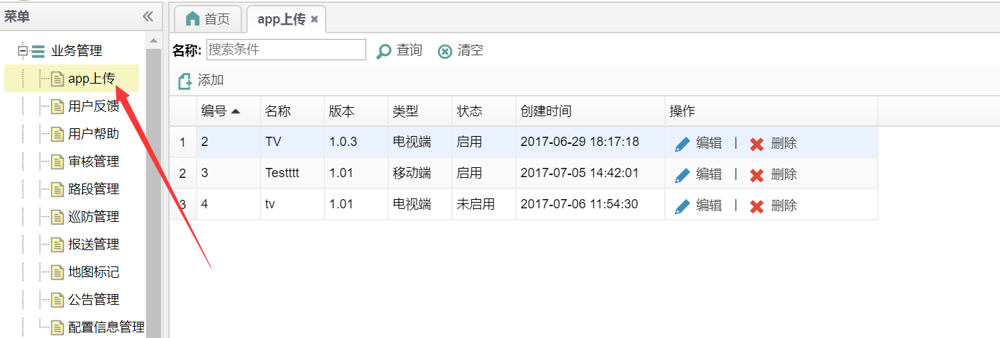 菜单
业务管理
app上传
用户反馈
用户帮助
审核管理
路段管理
巡防管理
报送管理
地图标记
公告管理
配置信息管理
首页 app上传
名称: 搜索条件 查询 清空
添加
编号 名称 版本 类型 状态 创建时间 操作
1 2 TV 1.0.3 电视端 启用 2017-06-29 18:17:18 编辑 | 删除
2 3 Testttt 1.01 移动端 启用 2017-07-05 14:42:01 编辑 | 删除
3 4 tv 1.01 电视端 未启用 2017-07-06 11:54:30 编辑 | 删除